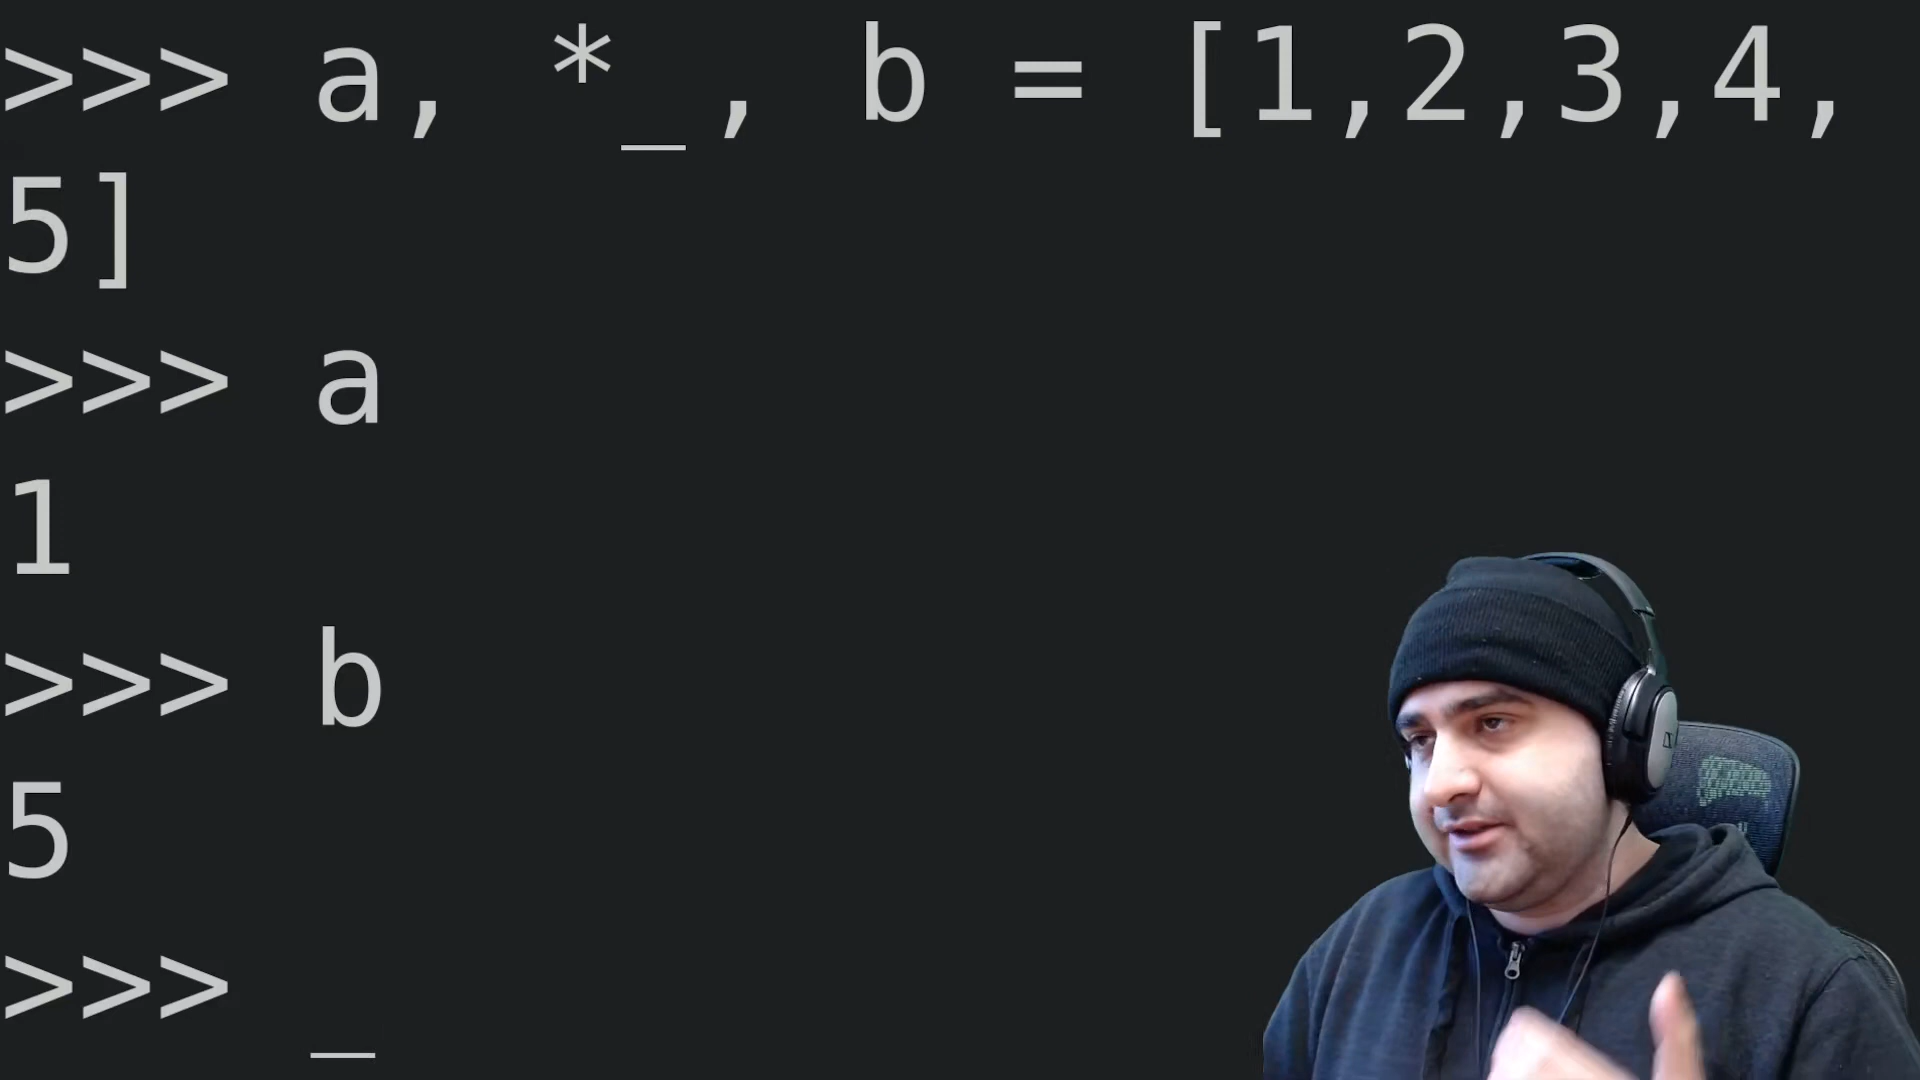 >>> a, *_, b = [1,2,3,4,
5]
>>> a
1
>>> b
5
>>> _